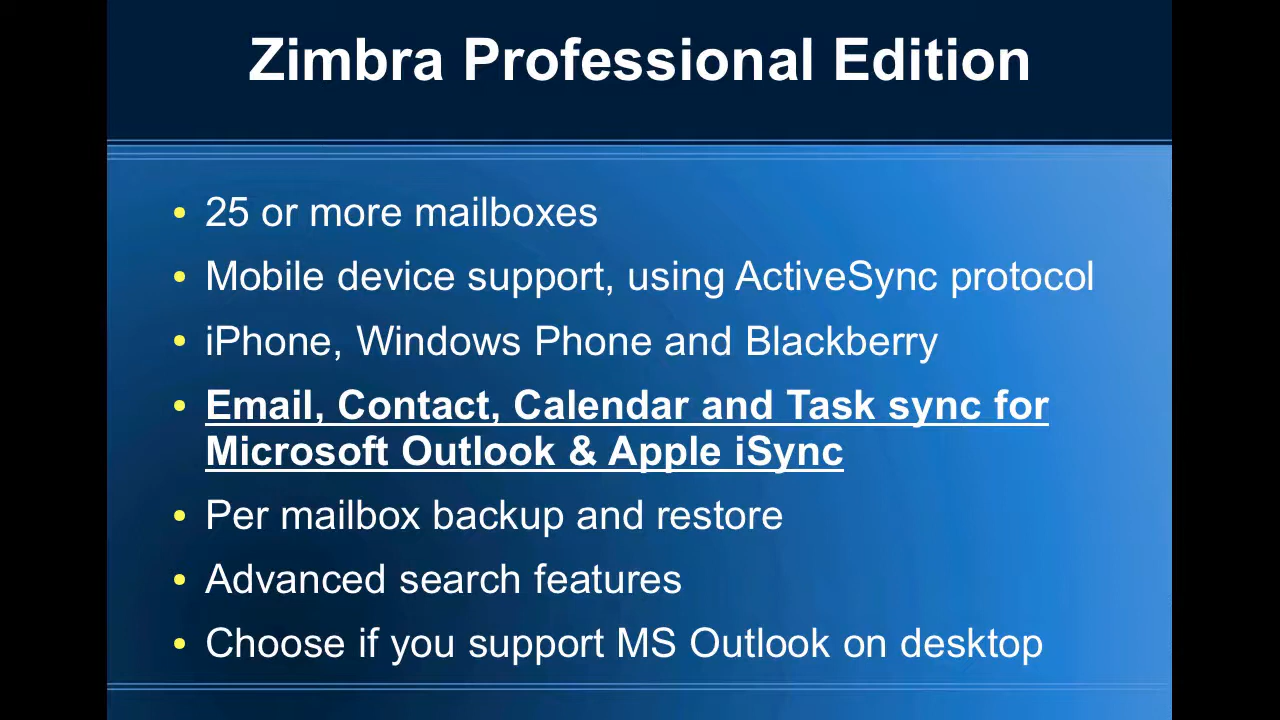 Zimbra Professional Edition
• 25 or more mailboxes
• Mobile device support, using ActiveSync protocol
• iPhone, Windows Phone and Blackberry
• Email, Contact, Calendar and Task sync for
Microsoft Outlook & Apple iSync
• Per mailbox backup and restore
• Advanced search features
• Choose if you support MS Outlook on desktop